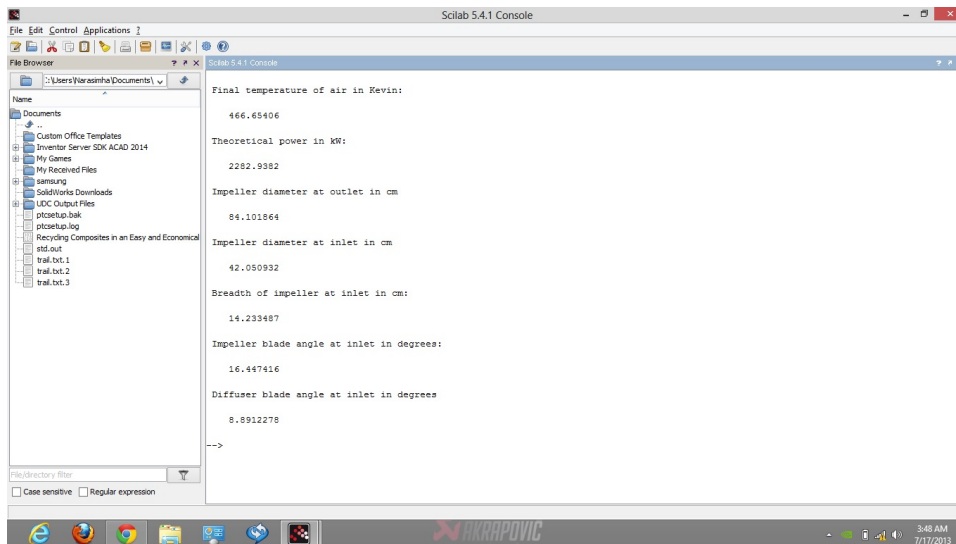 Scilab 5.4.1 Console
File Edit Control Applications ?
File Browser
:\Users\Narasimha\Documents\
Name
Documents
..
Custom Office Templates
Inventor Server SDK ACAD 2014
My Games
My Received Files
samsung
SolidWorks Downloads
UDC Output Files
ptcsetup.bak
ptcsetup.log
Recycling Composites in an Easy and Economical
std.out
trail.txt.1
trail.txt.2
trail.txt.3
File/directory filter
Case sensitive Regular expression
Scilab 5.4.1 Console
Final temperature of air in Kevin:
466.65406
Theoretical power in kW:
2282.9382
Impeller diameter at outlet in cm
84.101864
Impeller diameter at inlet in cm
42.050932
Breadth of impeller at inlet in cm:
14.233487
Impeller blade angle at inlet in degrees:
16.447416
Diffuser blade angle at inlet in degrees
8.8912278
-->
AKRAPOVIC
3:48 AM
7/17/2013